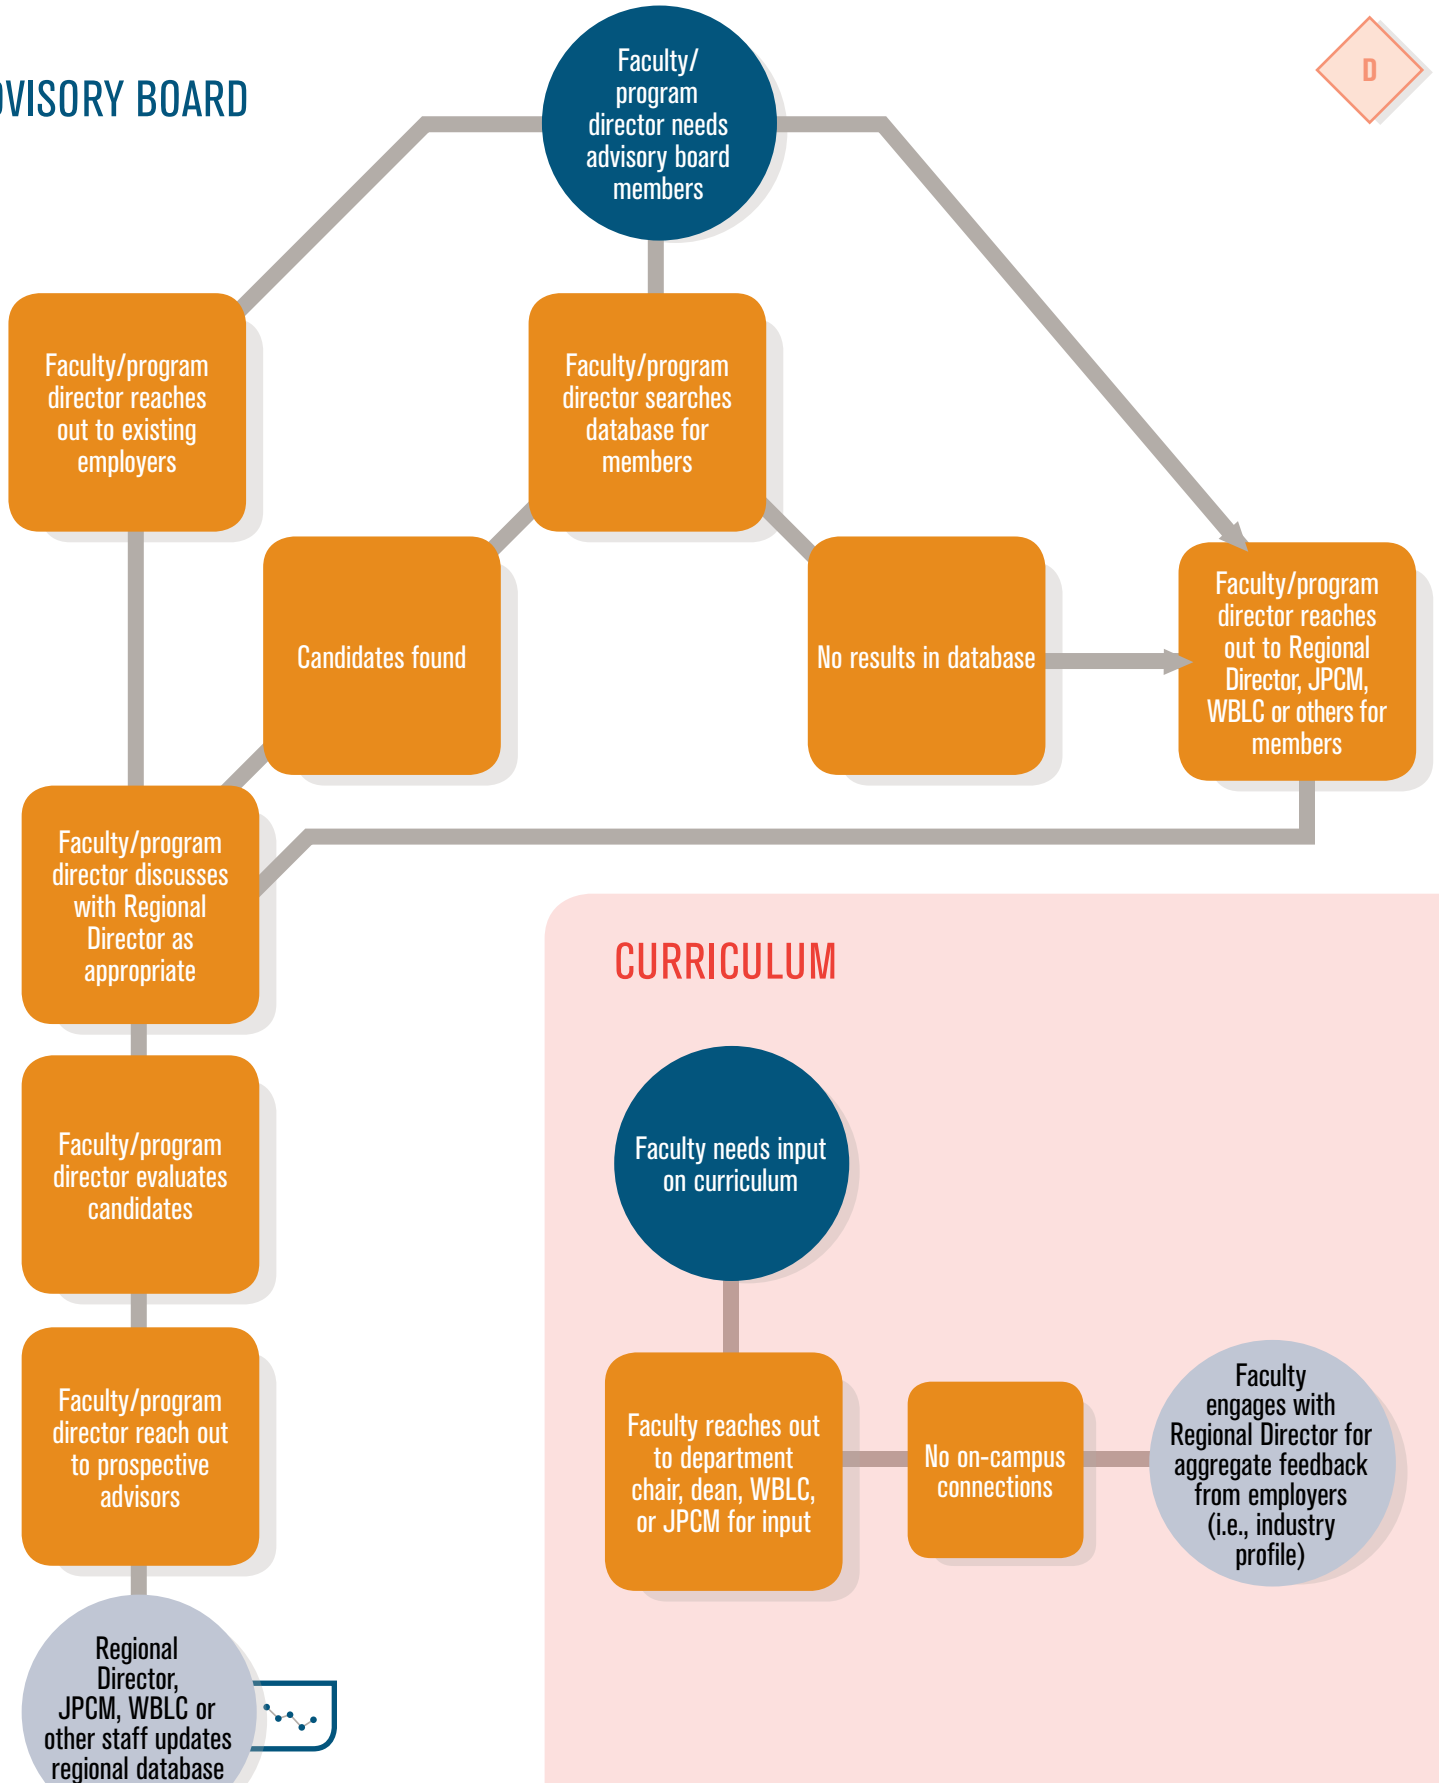 VISORY BOARD
D
Faculty/
program
director needs
advisory board
members
Faculty/program
director reaches
out to existing
employers
Faculty/program
director searches
database for
members
Candidates found
No results in database
Faculty/program
director reaches
out to Regional
Director, JPCM,
WBLC or others for
members
Faculty/program
director discusses
with Regional
Director as
appropriate
Faculty/program
director evaluates
candidates
Faculty/program
director reach out
to prospective
advisors
Regional
Director,
JPCM, WBLC or
other staff updates
regional database
CURRICULUM
Faculty needs input
on curriculum
Faculty reaches out
to department
chair, dean, WBLC,
or JPCM for input
No on-campus
connections
Faculty
engages with
Regional Director for
aggregate feedback
from employers
(i.e., industry
profile)